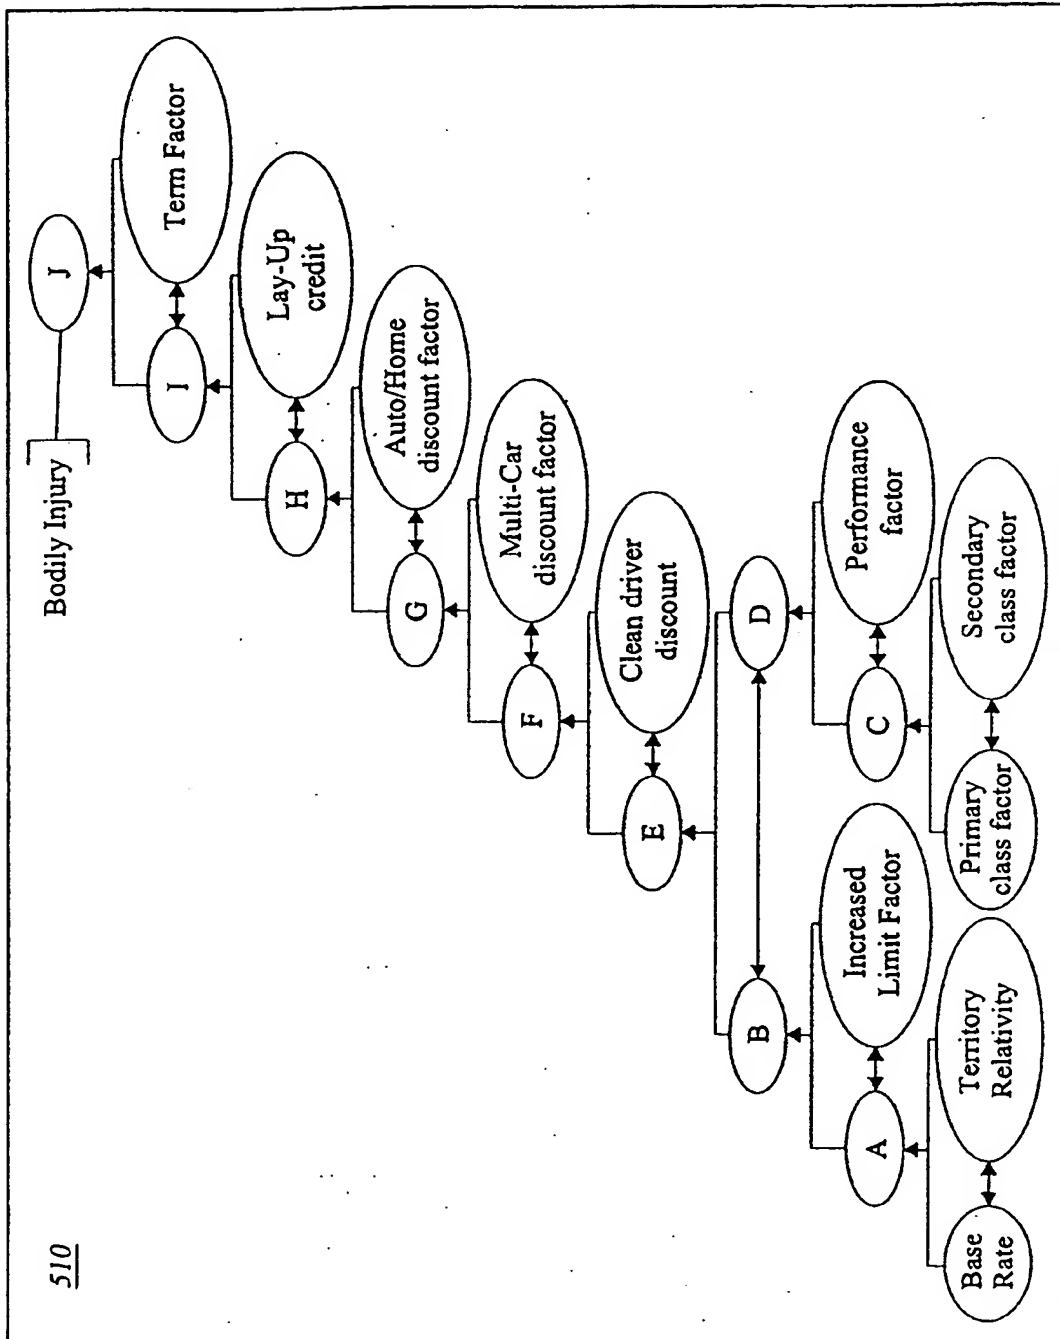 510
Bodily Injury
J
I
Term Factor
H
Lay-Up
credit
G
Auto/Home
discount factor
F
Multi-Car
discount factor
E
Clean driver
discount
B
D
A
Increased
Limit Factor
C
Performance
factor
Base
Rate
Territory
Relativity
Primary
class factor
Secondary
class factor